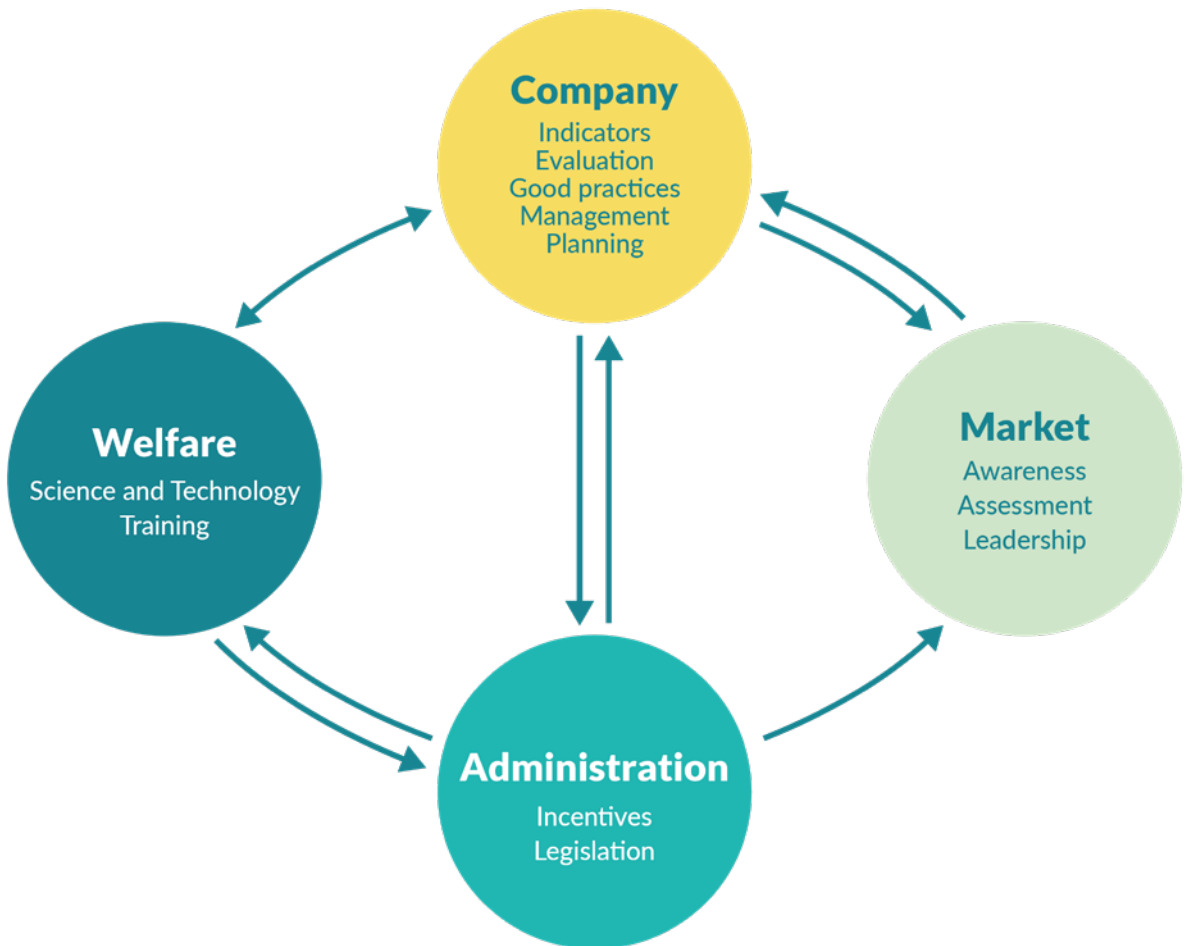 Company
Indicators
Evaluation
Good practices
Management
Planning
Welfare
Science and Technology
Training
Market
Awareness
Assessment
Leadership
Administration
Incentives
Legislation